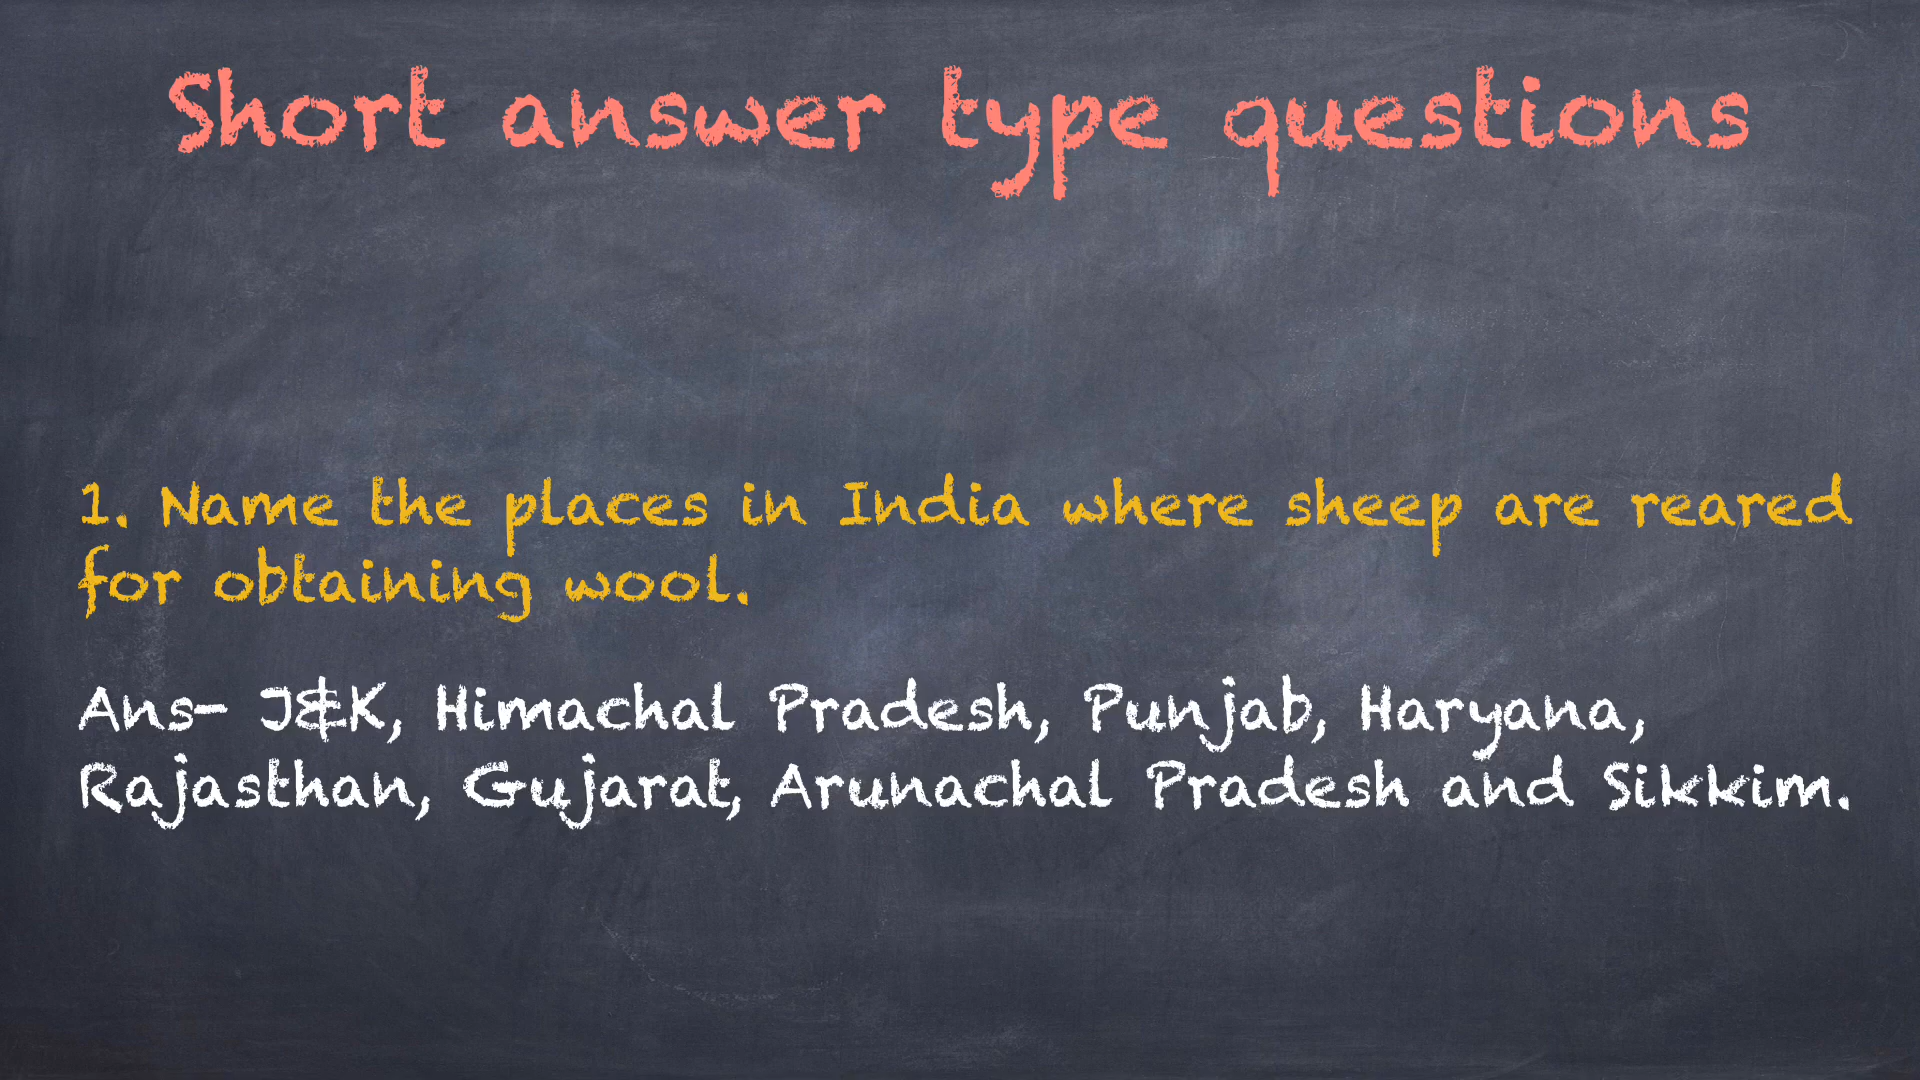 Short answer type questions
1. Name the places in India where sheep are reared
for obtaining wool.
Ans- J&K, Himachal Pradesh, Punjab, Haryana,
Rajasthan, Gujarat, Arunachal Pradesh and Sikkim.